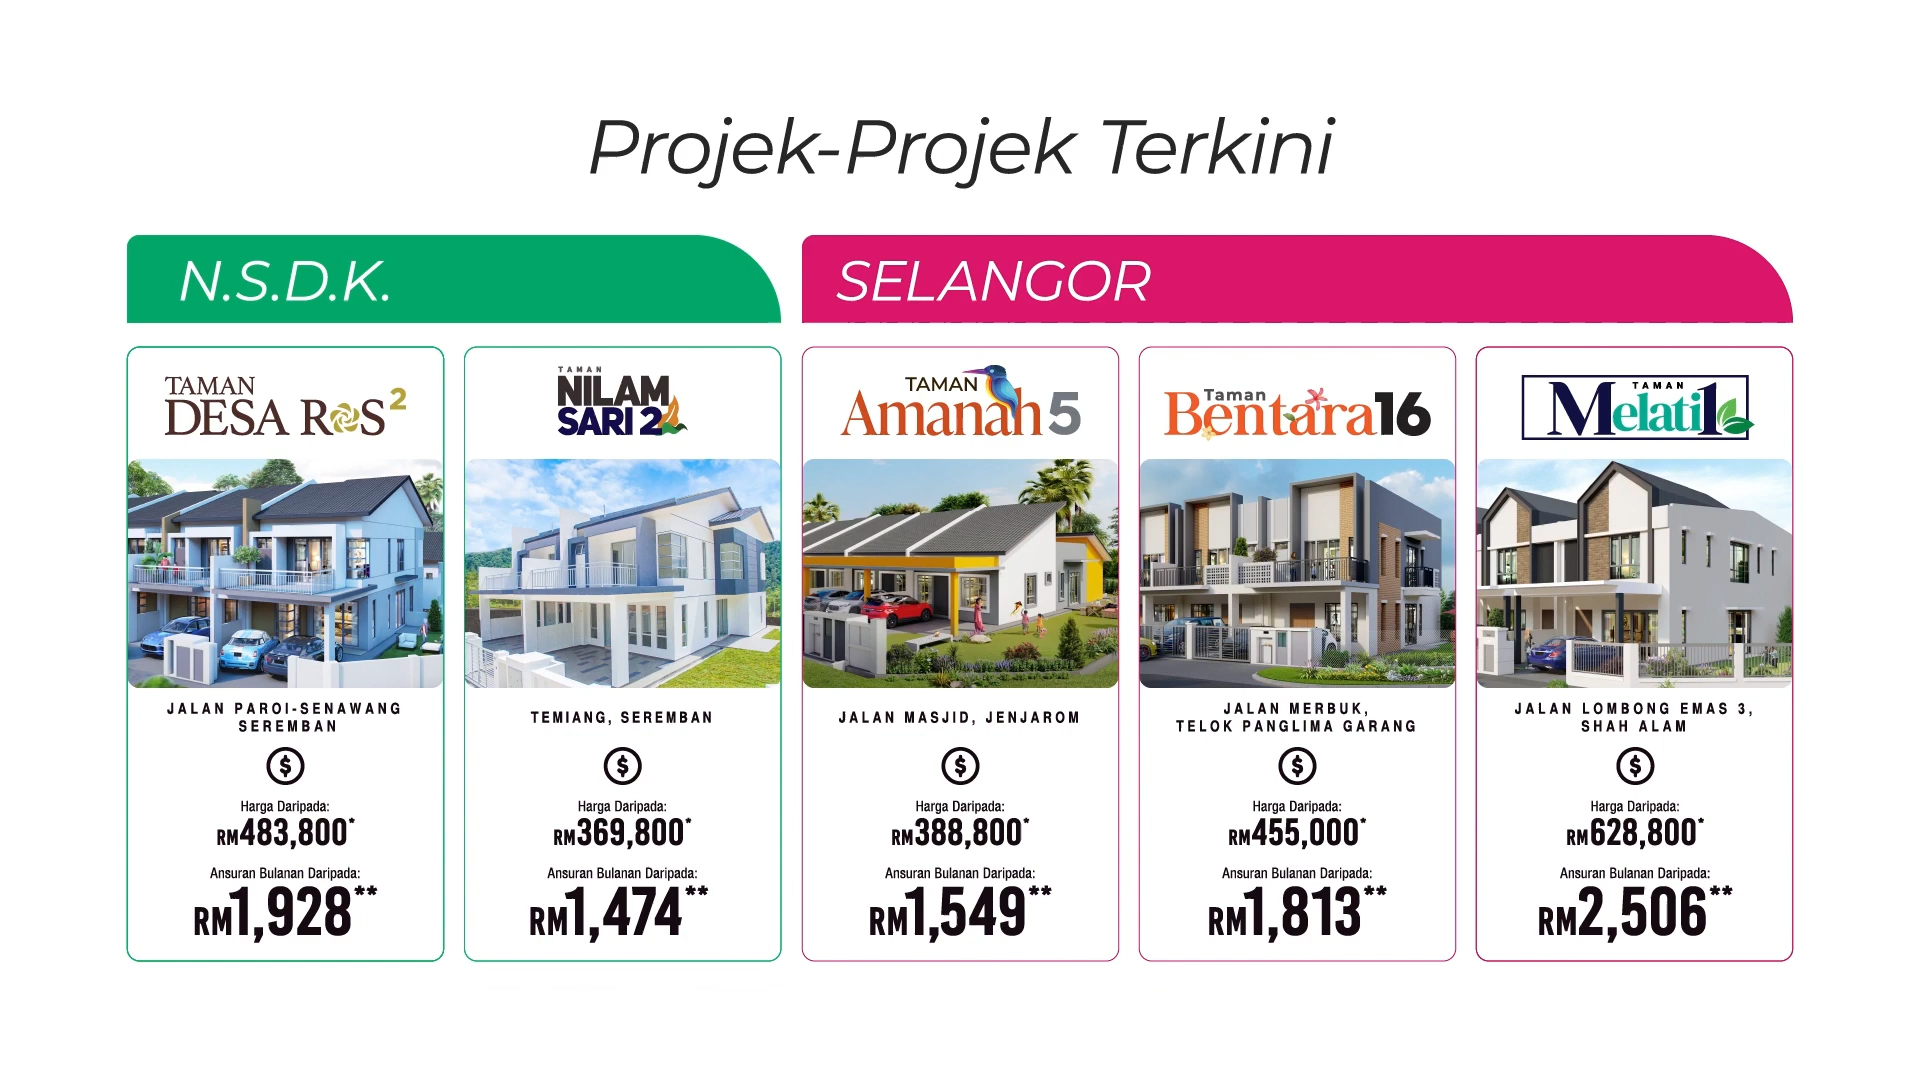 Projek-Projek Terkini
N.S.D.K.
SELANGOR
TAMAN
DESA ROS 2
JALAN PAROI-SENAWANG
SEREMBAN
$
Harga Daripada:
RM483,800*
Ansuran Bulanan Daripada:
RM1,928**
TAMAN
NILAM
SARI 2
TEMIANG, SEREMBAN
$
Harga Daripada:
RM369,800*
Ansuran Bulanan Daripada:
RM1,474**
TAMAN
Amanah 5
JALAN MASJID, JENJAROM
$
Harga Daripada:
RM388,800*
Ansuran Bulanan Daripada:
RM1,549**
Taman
Bentara16
JALAN MERBUK,
TELOK PANGLIMA GARANG
$
Harga Daripada:
RM455,000*
Ansuran Bulanan Daripada:
RM1,813**
TAMAN
Melati1
JALAN LOMBONG EMAS 3,
SHAH ALAM
$
Harga Daripada:
RM628,800*
Ansuran Bulanan Daripada:
RM2,506**